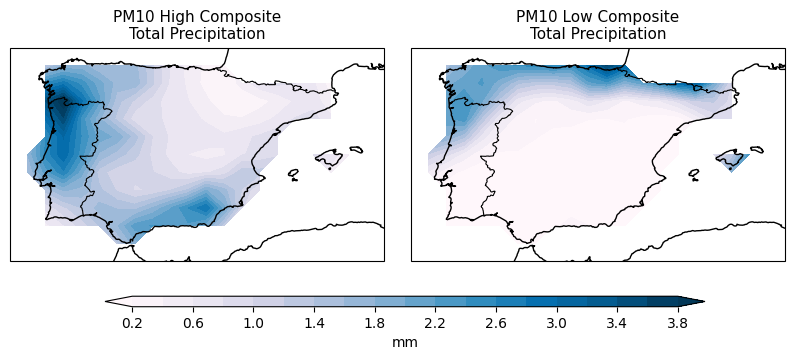 PM10 High Composite
Total Precipitation
PM10 Low Composite
Total Precipitation
0.2 0.6 1.0 1.4 1.8 2.2 2.6 3.0 3.4 3.8
mm